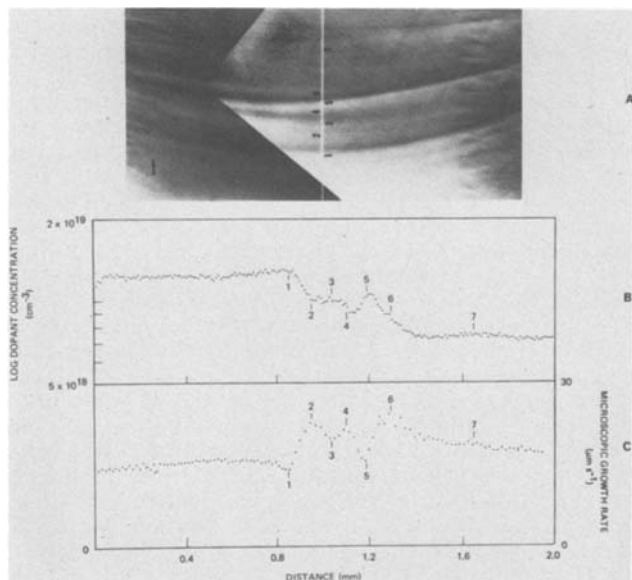 A
2 x 10¹⁹
LOG DOPANT CONCENTRATION
(cm⁻³)
1
2
3
4
5
6
7
B
5 x 10¹⁸
30
2
4
6
7
3
5
1
C
MICROSCOPIC GROWTH RATE
(μm s⁻¹)
0
0
0.4
0.8
1.2
1.6
2.0
DISTANCE (mm)